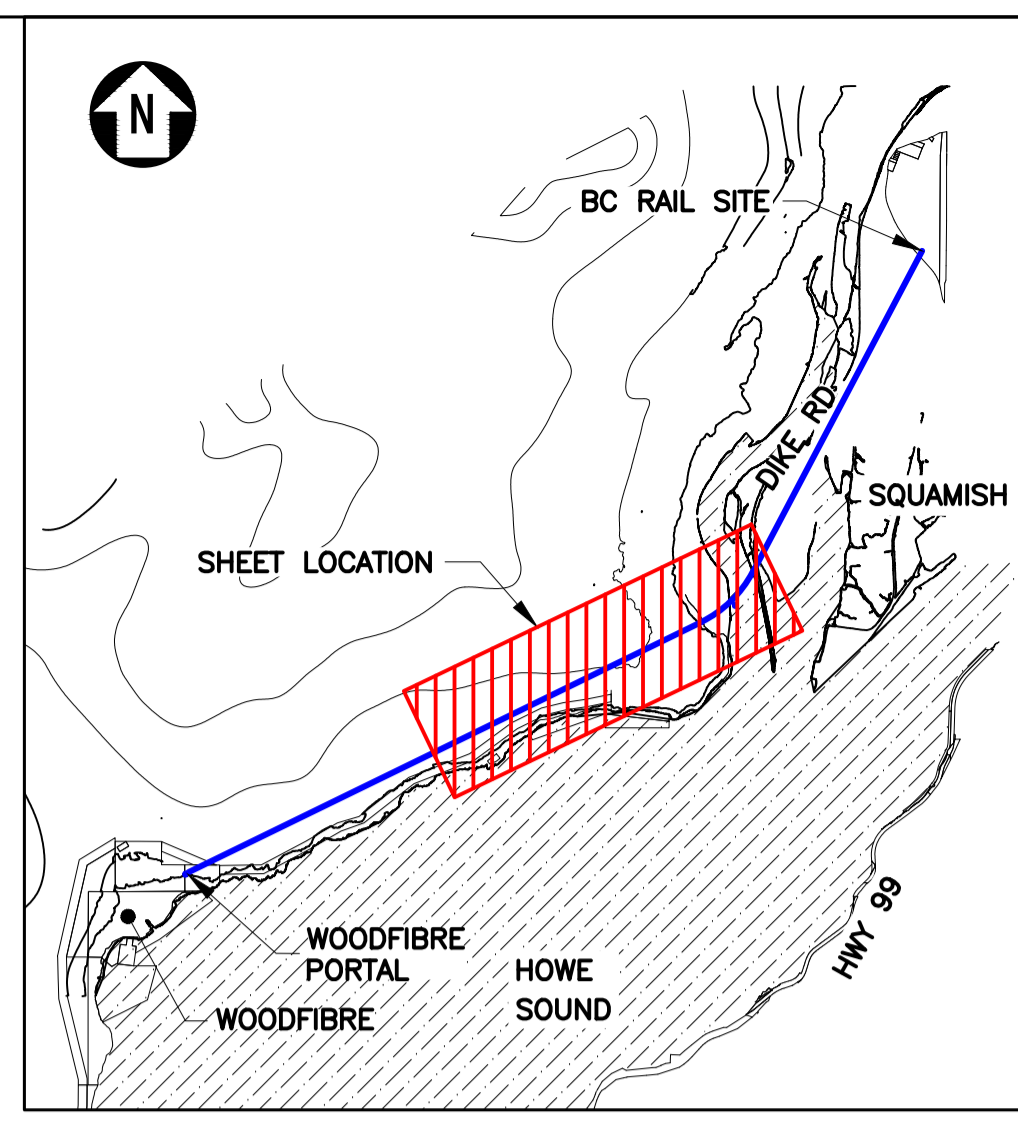 N
BC RAIL SITE
DIKE RD
SQUAMISH
SHEET LOCATION
HWY 99
WOODFIBRE
PORTAL
HOWE
SOUND
WOODFIBRE